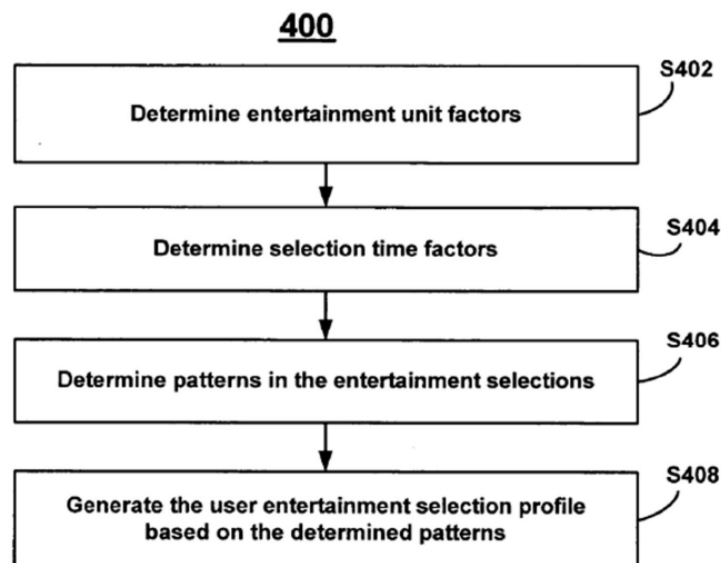 400
S402
Determine entertainment unit factors
S404
Determine selection time factors
S406
Determine patterns in the entertainment selections
S408
Generate the user entertainment selection profile
based on the determined patterns